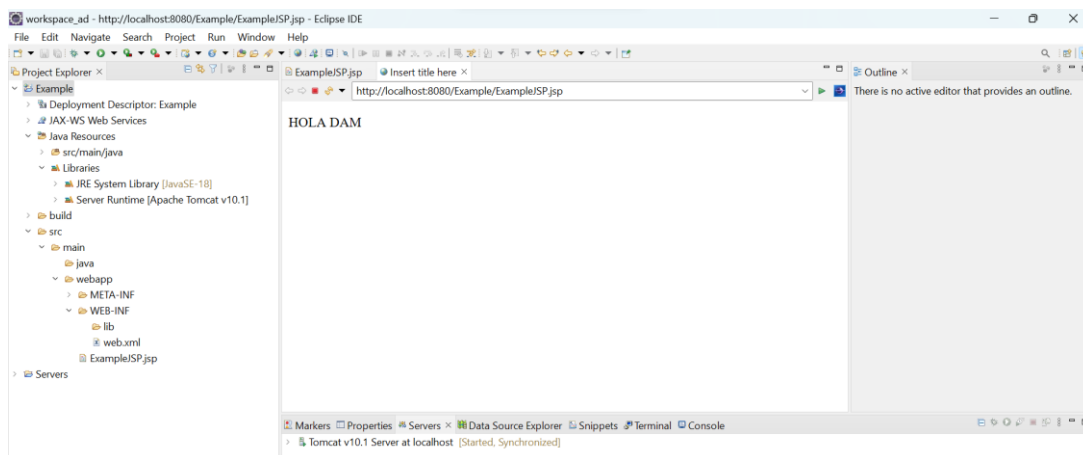 workspace_ad - http://localhost:8080/Example/ExampleJSP.jsp - Eclipse IDE
File Edit Navigate Search Project Run Window Help
Project Explorer
Example
Deployment Descriptor: Example
JAX-WS Web Services
Java Resources
src/main/java
Libraries
JRE System Library [JavaSE-18]
Server Runtime [Apache Tomcat v10.1]
build
src
main
java
webapp
META-INF
WEB-INF
lib
web.xml
ExampleJSP.jsp
Servers
ExampleJSP.jsp Insert title here
http://localhost:8080/Example/ExampleJSP.jsp
HOLA DAM
Outline
There is no active editor that provides an outline.
Markers Properties Servers Data Source Explorer Snippets Terminal Console
Tomcat v10.1 Server at localhost [Started, Synchronized]